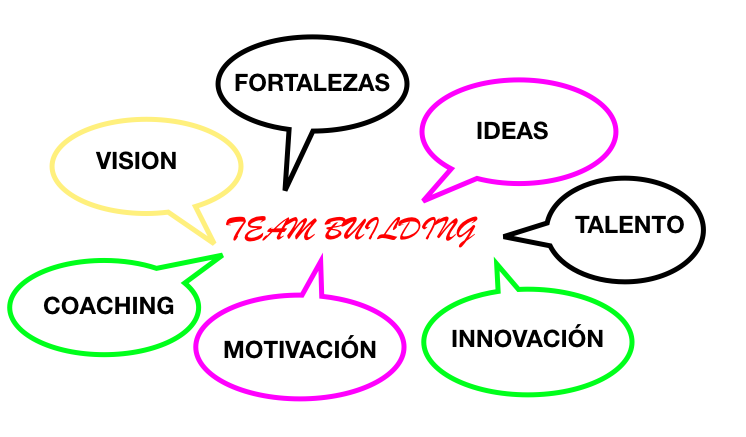 FORTALEZAS
IDEAS
VISION
TALENTO
TEAM BUILDING
COACHING
INNOVACIÓN
MOTIVACIÓN